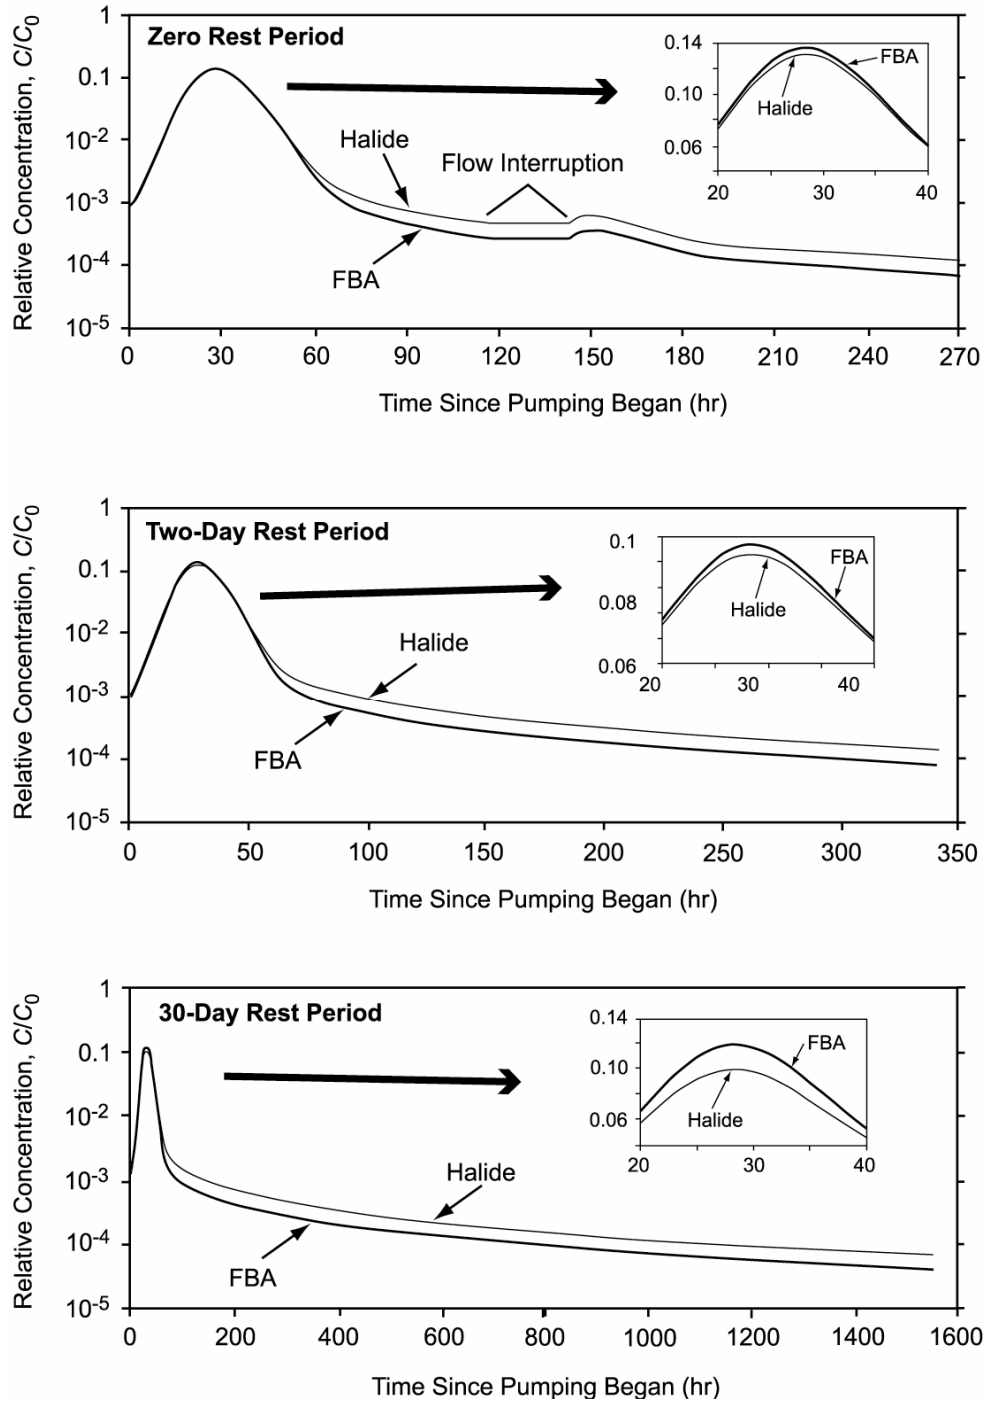 Zero Rest Period
Relative Concentration, C/C0
1
0.1
10-2
10-3
10-4
10-5
0 30 60 90 120 150 180 210 240 270
Time Since Pumping Began (hr)
Halide
Flow Interruption
FBA
0.14
0.10
0.06
20 30 40
FBA
Halide
Two-Day Rest Period
Relative Concentration, C/C0
1
0.1
10-2
10-3
10-4
10-5
0 50 100 150 200 250 300 350
Time Since Pumping Began (hr)
Halide
FBA
0.1
0.08
0.06
20 30 40
FBA
Halide
30-Day Rest Period
Relative Concentration, C/C0
1
0.1
10-2
10-3
10-4
10-5
0 200 400 600 800 1000 1200 1400 1600
Time Since Pumping Began (hr)
Halide
FBA
0.14
0.10
0.06
20 30 40
FBA
Halide